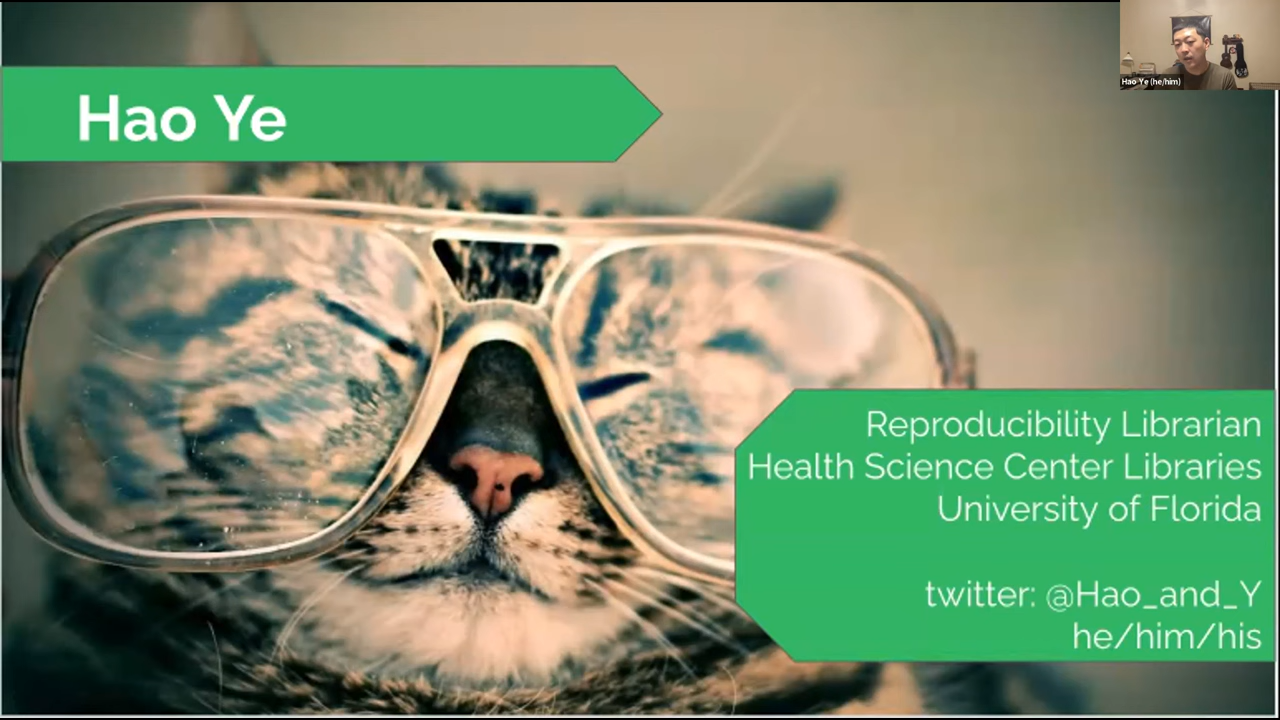 Hao Ye
Hao Ye (he/him)
Reproducibility Librarian
Health Science Center Libraries
University of Florida
twitter: @Hao_and_Y
he/him/his